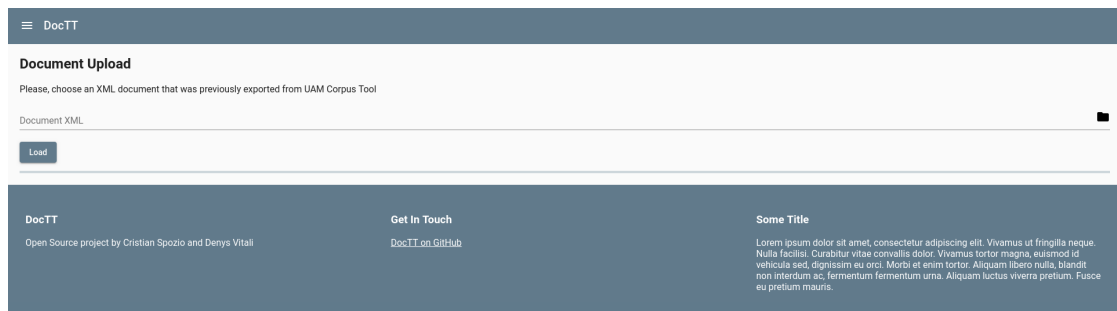 DocTT
Document Upload
Please, choose an XML document that was previously exported from UAM Corpus Tool
Document XML
Load
DocTT
Open Source project by Cristian Spozio and Denys Vitali
Get In Touch
DocTT on GitHub
Some Title
Lorem ipsum dolor sit amet, consectetur adipiscing elit. Vivamus ut fringilla neque.
Nulla facilisi. Curabitur vitae convallis dolor. Vivamus tortor magna, euismod id
vehicula sed, dignissim eu orci. Morbi et enim tortor. Aliquam libero nulla, blandit
non interdum ac, fermentum fermentum urna. Aliquam luctus viverra pretium. Fusce
eu pretium mauris.